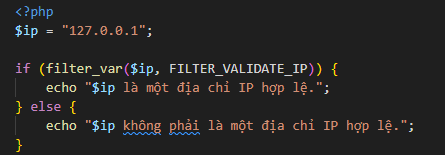 <?php
$ip = "127.0.0.1";
if (filter_var($ip, FILTER_VALIDATE_IP)) {
echo "$ip là một địa chỉ IP hợp lệ.";
} else {
echo "$ip không phải là một địa chỉ IP hợp lệ.";
}